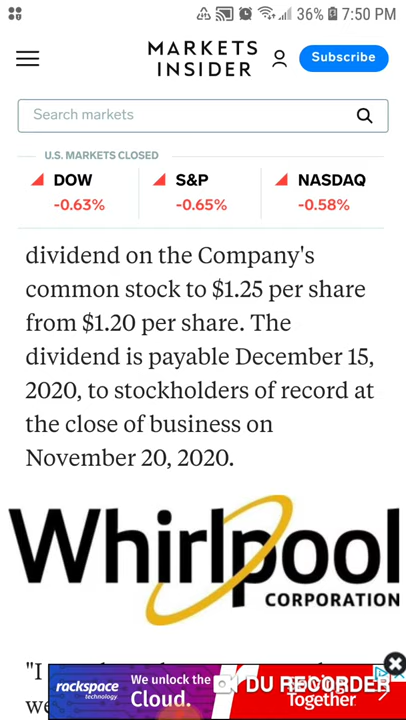 36% 7:50 PM
MARKETS
INSIDER
Subscribe
Search markets
U.S. MARKETS CLOSED
DOW
-0.63%
S&P
-0.65%
NASDAQ
-0.58%
dividend on the Company's
common stock to $1.25 per share
from $1.20 per share. The
dividend is payable December 15,
2020, to stockholders of record at
the close of business on
November 20, 2020.
Whirlpool
CORPORATION
"I
we
rackspace
technology
We unlock the
Cloud.
DU RECORDER
Together.